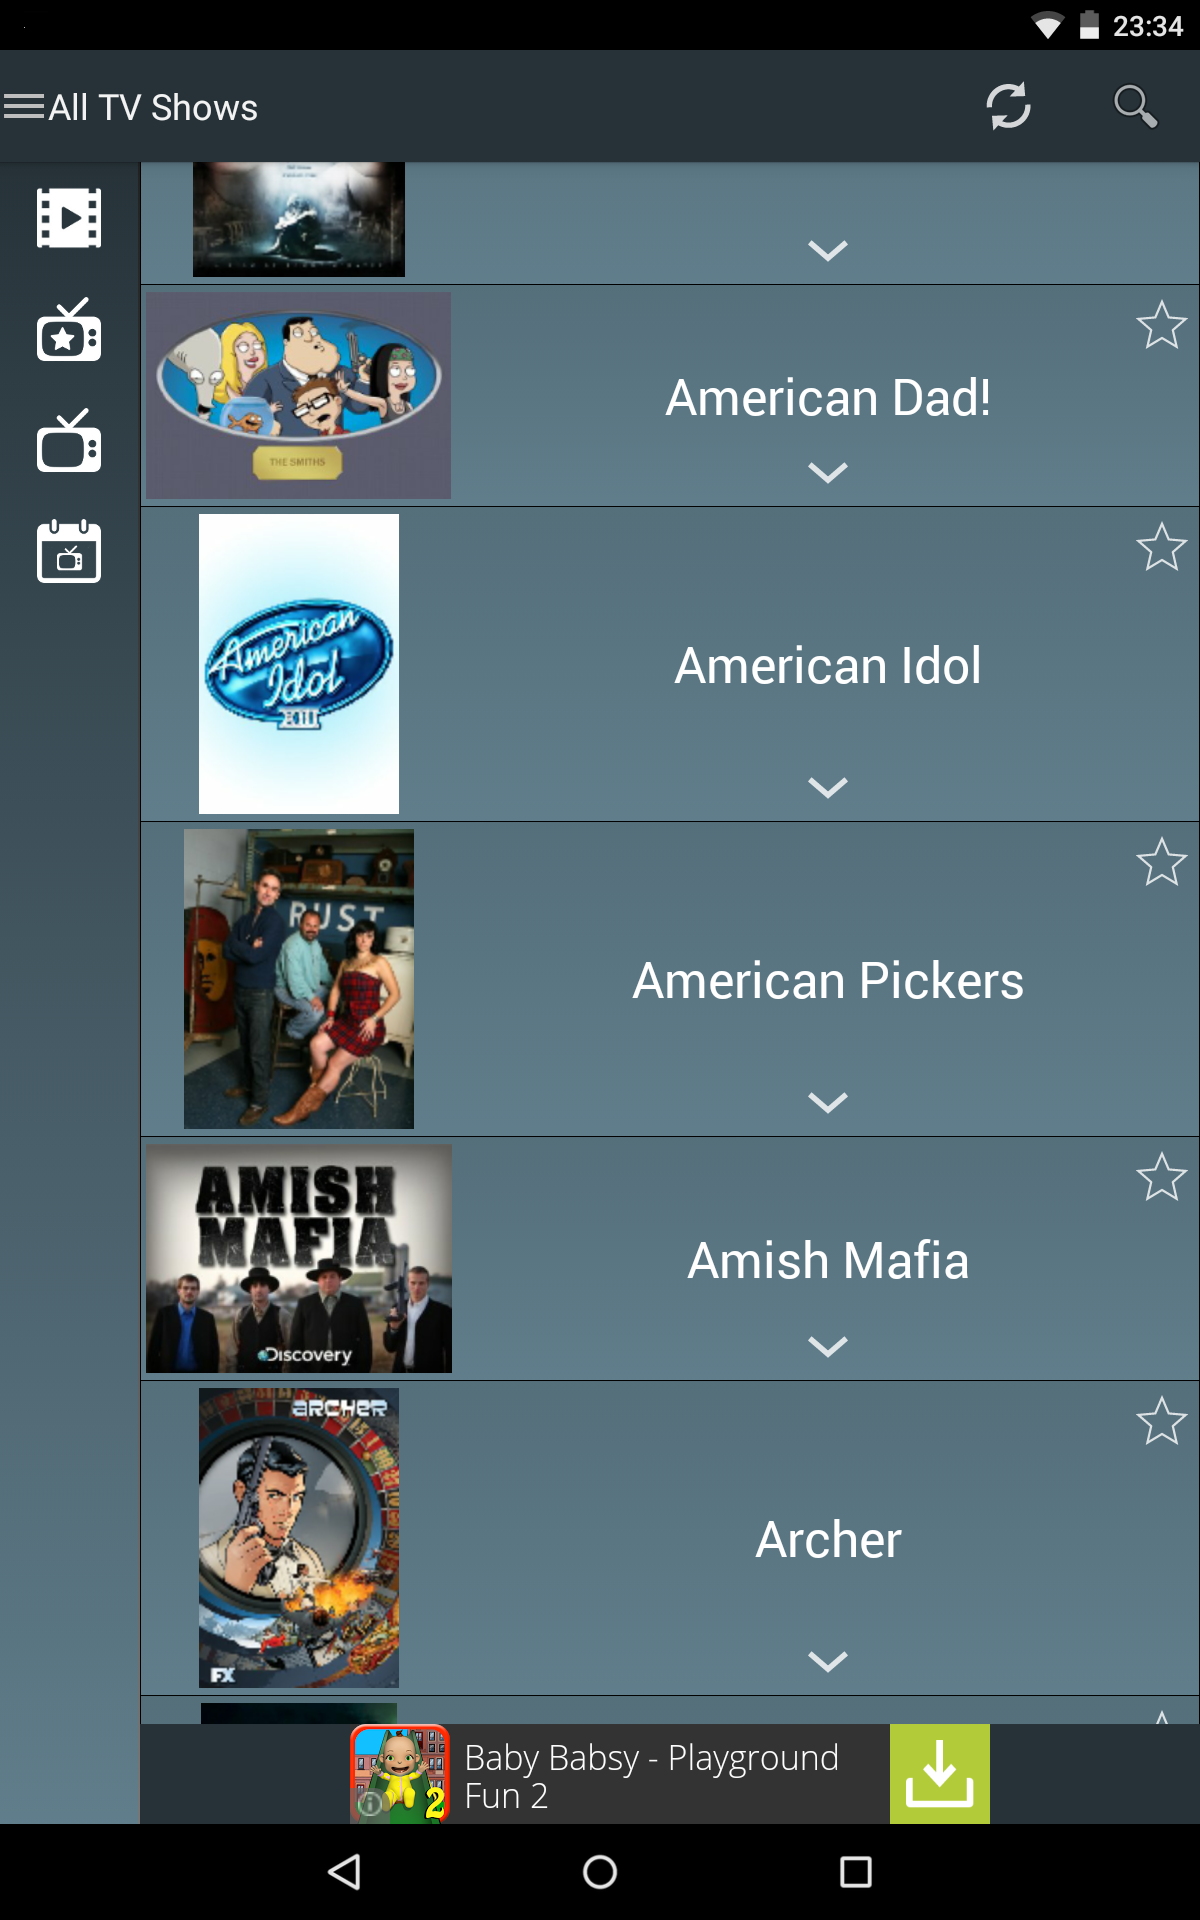 23:34
All TV Shows
THE SMITHS
American Dad!
American
Idol
XIII
American Idol
RUST
American Pickers
AMISH
MAFIA
Discovery
Amish Mafia
ARCHER
FX
Archer
Baby Babsy - Playground
Fun 2
2